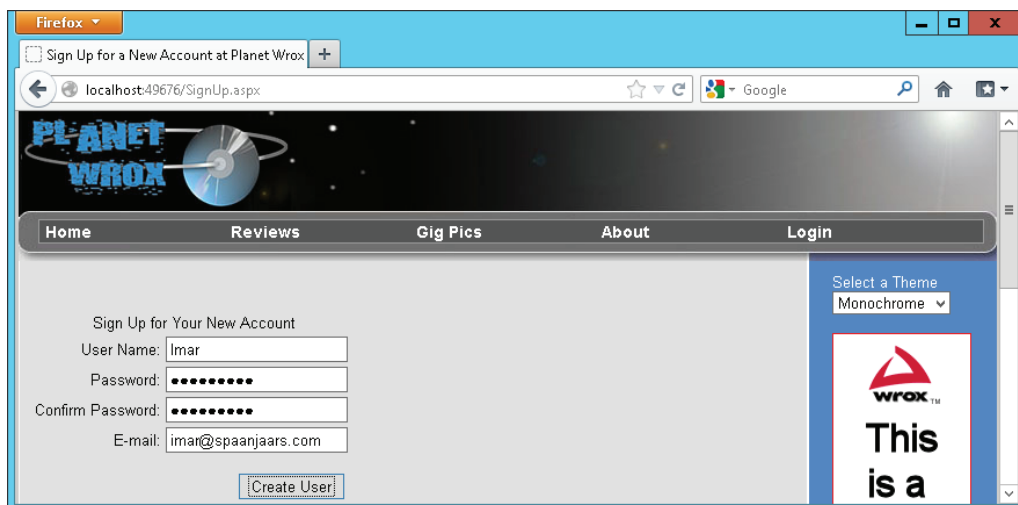 Firefox
Sign Up for a New Account at Planet Wrox
localhost:49676/SignUp.aspx
Google
PLANET
WROX
Home Reviews Gig Pics About Login
Select a Theme
Monochrome
Sign Up for Your New Account
User Name: Imar
Password: •••••••••
Confirm Password: •••••••••
E-mail: imar@spaanjaars.com
Create User
wrox™
This
is a